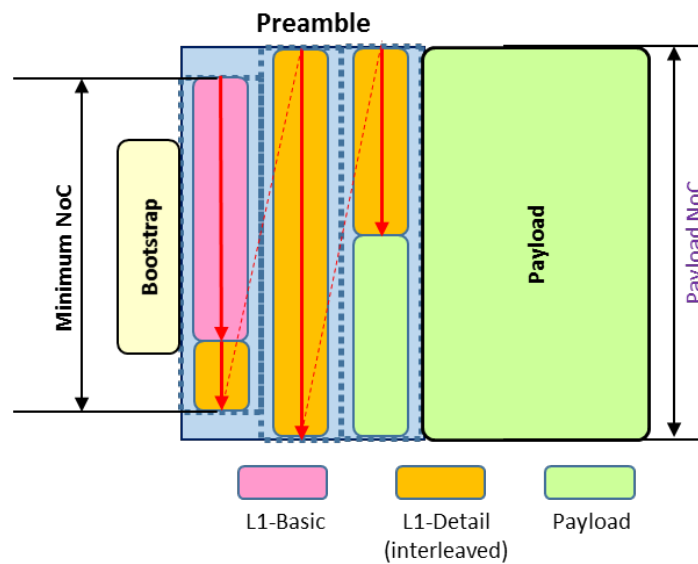 Preamble
Minimum NoC
Bootstrap
Payload
Payload NoC
L1-Basic
L1-Detail
(interleaved)
Payload